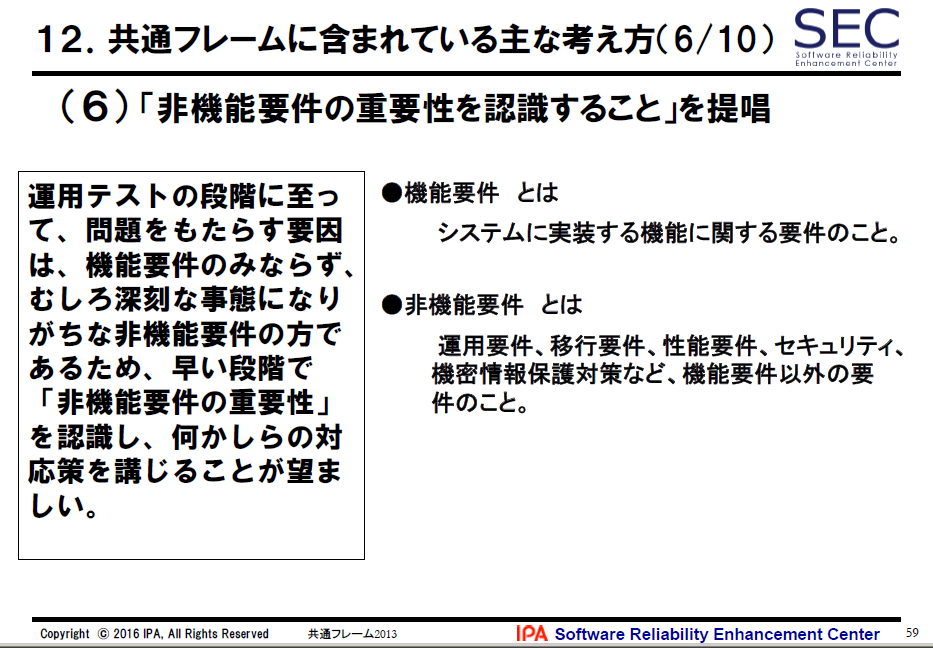 12．共通フレームに含まれている主な考え方（6/10）
SEC
Software Reliability
Enhancement Center
（６）「非機能要件の重要性を認識すること」を提唱
運用テストの段階に至っ
て、問題をもたらす要因
は、機能要件のみならず、
むしろ深刻な事態になり
がちな非機能要件の方で
あるため、早い段階で
「非機能要件の重要性」
を認識し、何かしらの対
応策を講じることが望ま
しい。
●機能要件　とは
システムに実装する機能に関する要件のこと。
●非機能要件　とは
運用要件、移行要件、性能要件、セキュリティ、
機密情報保護対策など、機能要件以外の要
件のこと。
Copyright © 2016 IPA, All Rights Reserved
共通フレーム2013
IPA Software Reliability Enhancement Center
59